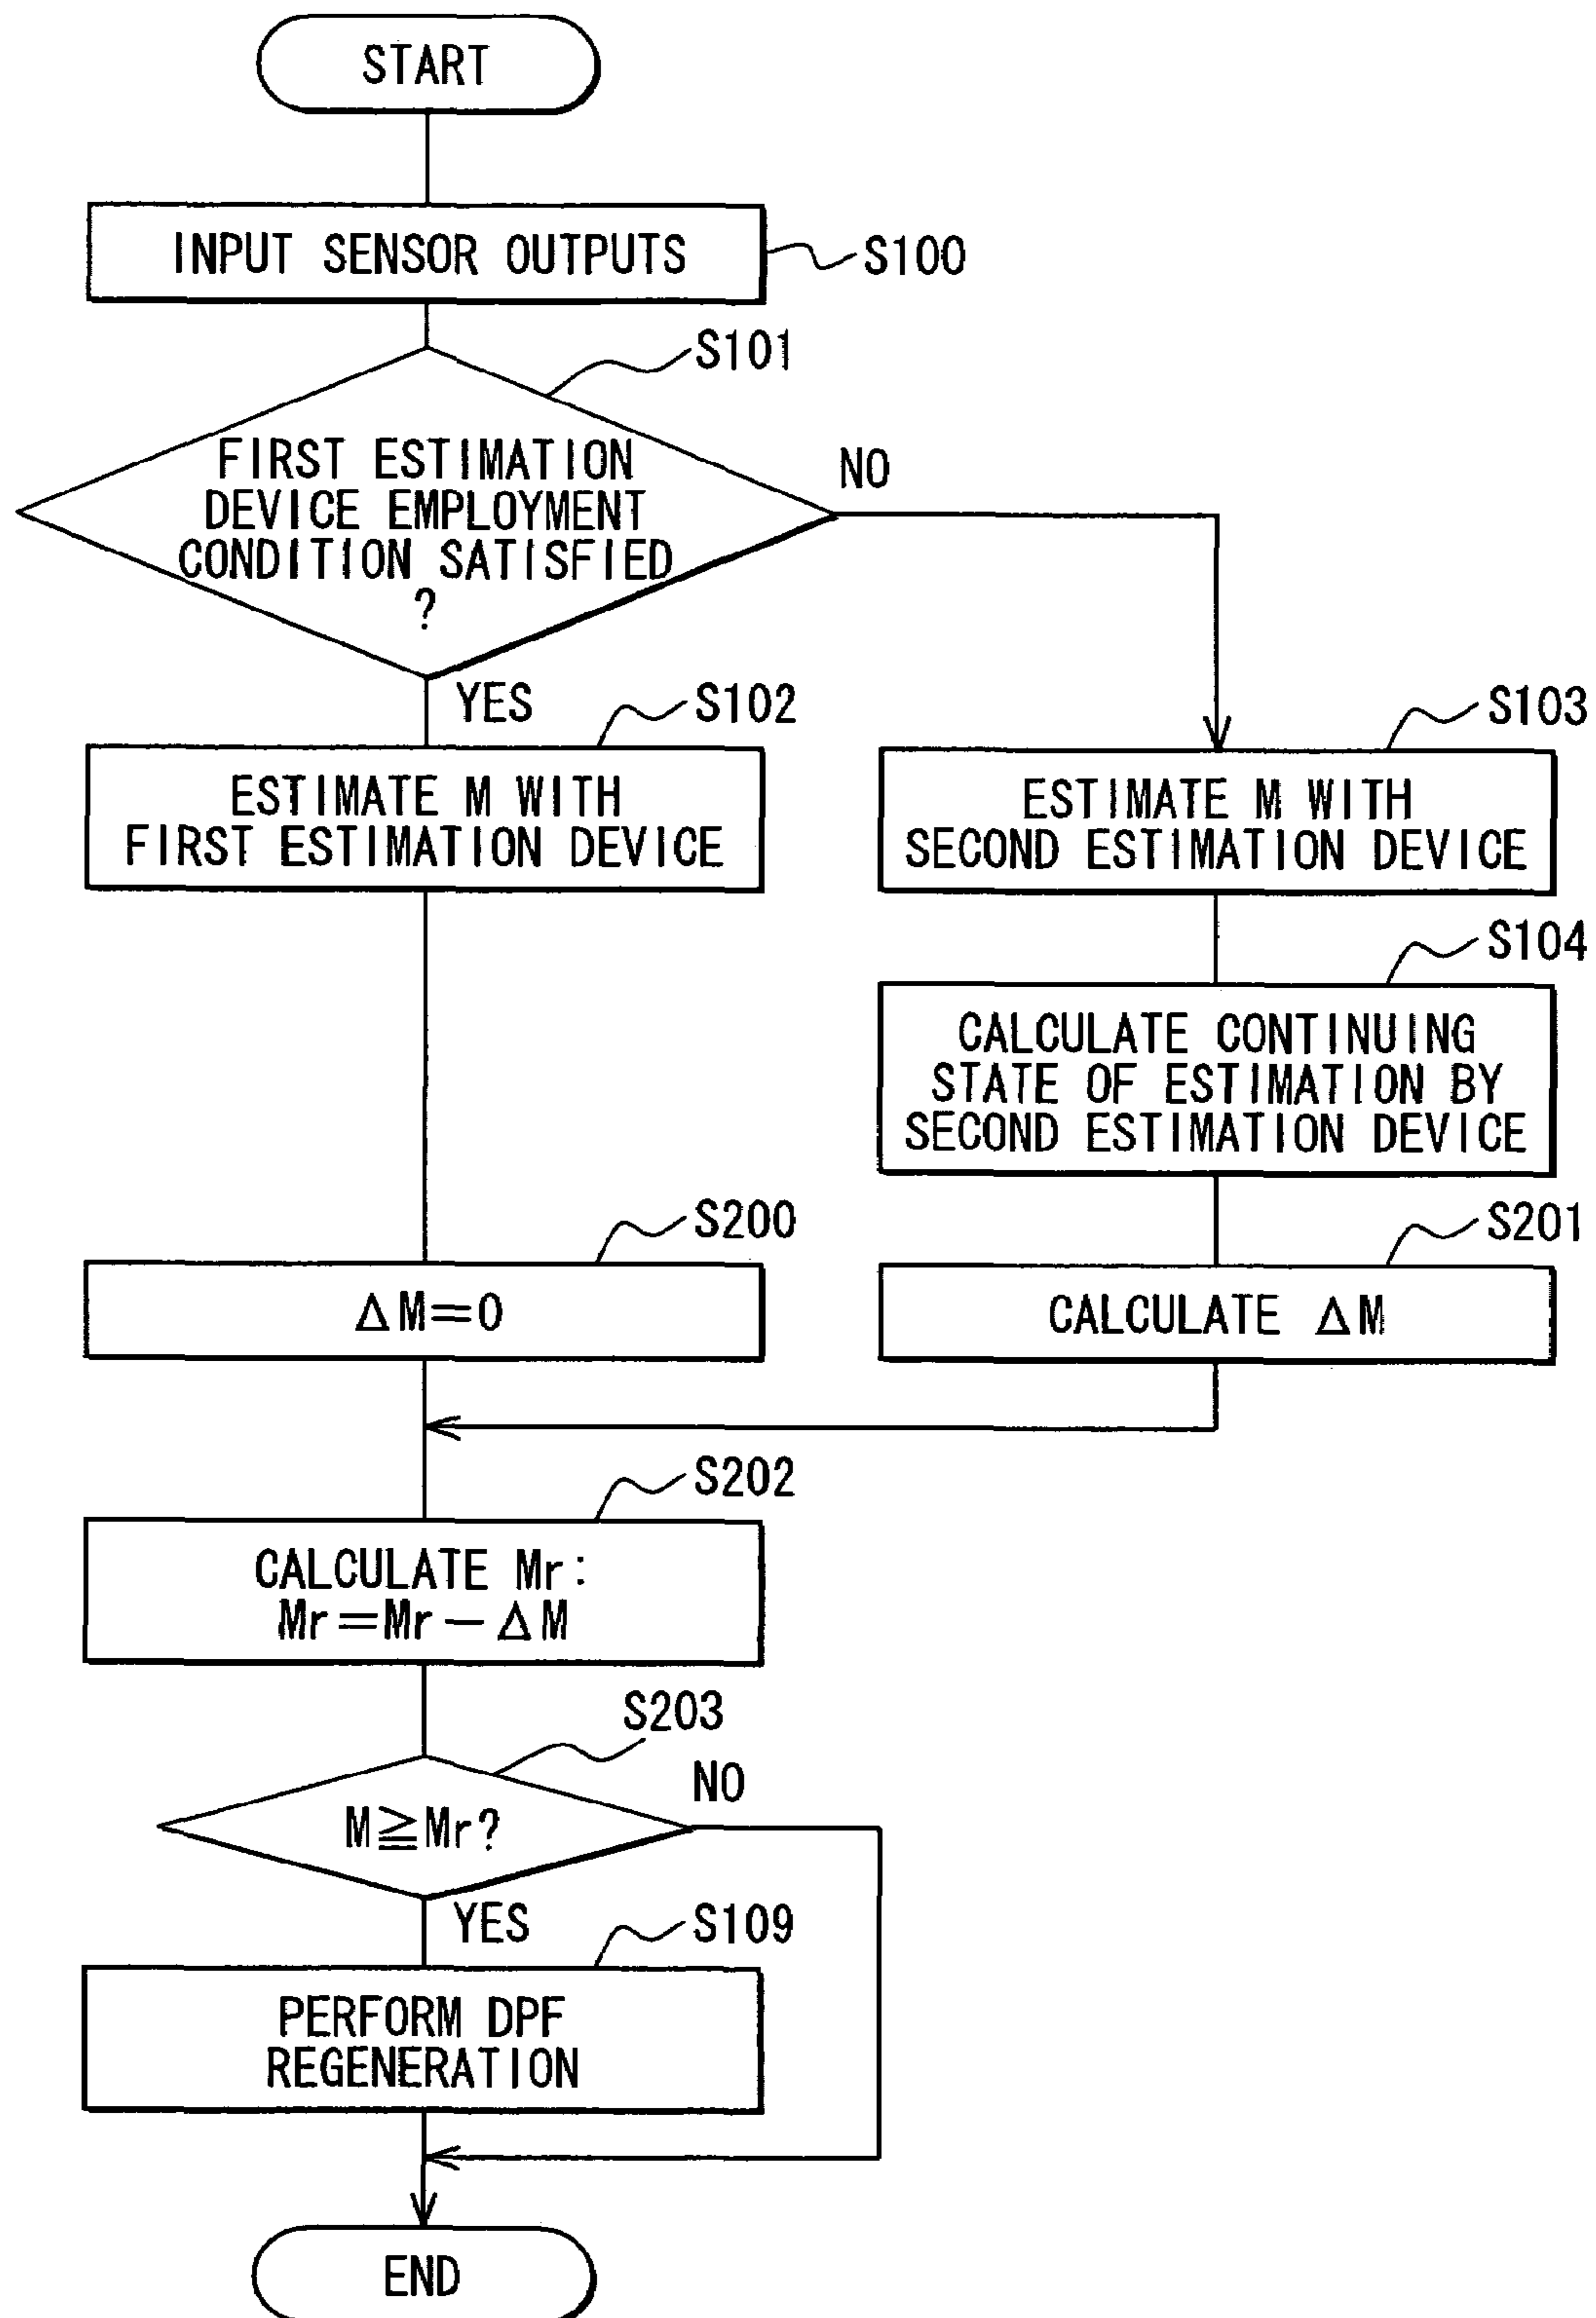 START
INPUT SENSOR OUTPUTS
S100
S101
FIRST ESTIMATION
DEVICE EMPLOYMENT
CONDITION SATISFIED
?
NO
YES
S102
ESTIMATE M WITH
FIRST ESTIMATION DEVICE
S103
ESTIMATE M WITH
SECOND ESTIMATION DEVICE
S104
CALCULATE CONTINUING
STATE OF ESTIMATION BY
SECOND ESTIMATION DEVICE
S200
ΔM=0
S201
CALCULATE ΔM
S202
CALCULATE Mr:
Mr=Mr-ΔM
S203
M≧Mr?
NO
YES
S109
PERFORM DPF
REGENERATION
END